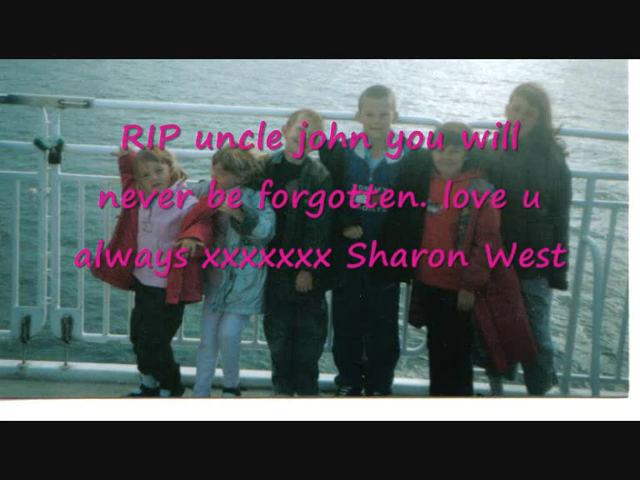 RIP uncle john you will
never be forgotten. love u
always xxxxxxx Sharon West